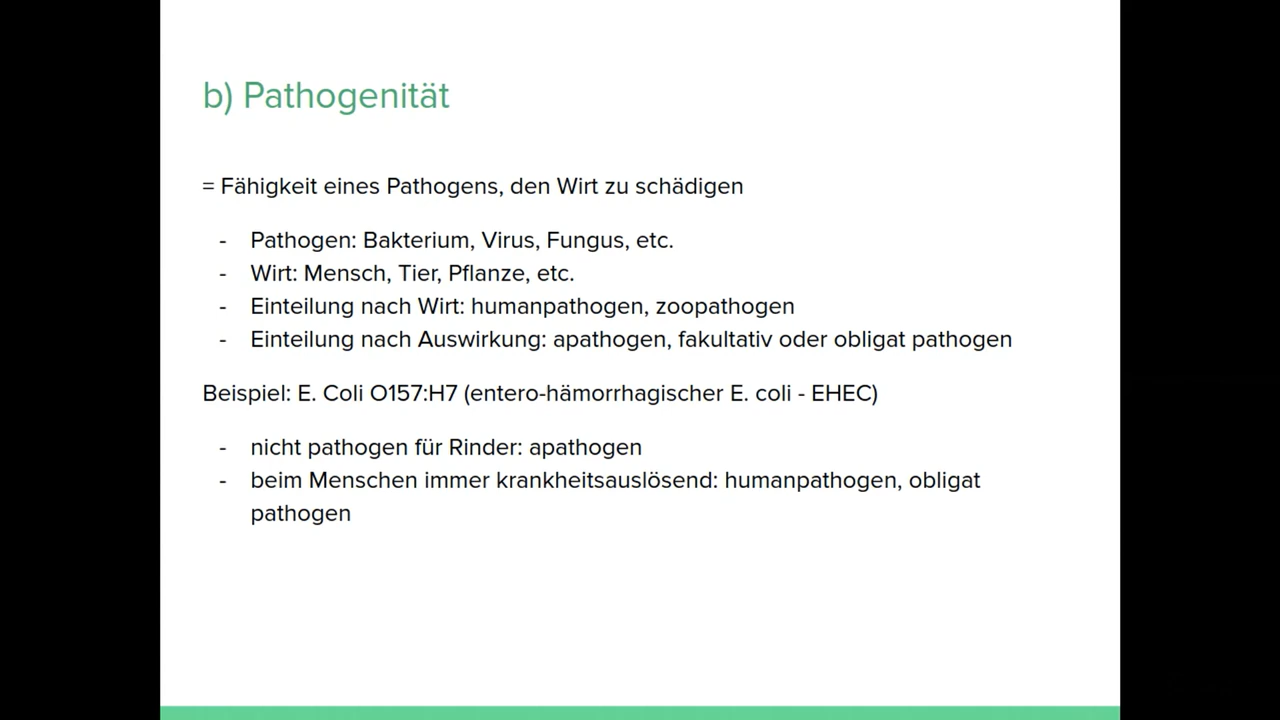 b) Pathogenität
= Fähigkeit eines Pathogens, den Wirt zu schädigen
- Pathogen: Bakterium, Virus, Fungus, etc.
- Wirt: Mensch, Tier, Pflanze, etc.
- Einteilung nach Wirt: humanpathogen, zoopathogen
- Einteilung nach Auswirkung: apathogen, fakultativ oder obligat pathogen
Beispiel: E. Coli O157:H7 (entero-hämorrhagischer E. coli - EHEC)
- nicht pathogen für Rinder: apathogen
- beim Menschen immer krankheitsauslösend: humanpathogen, obligat
pathogen